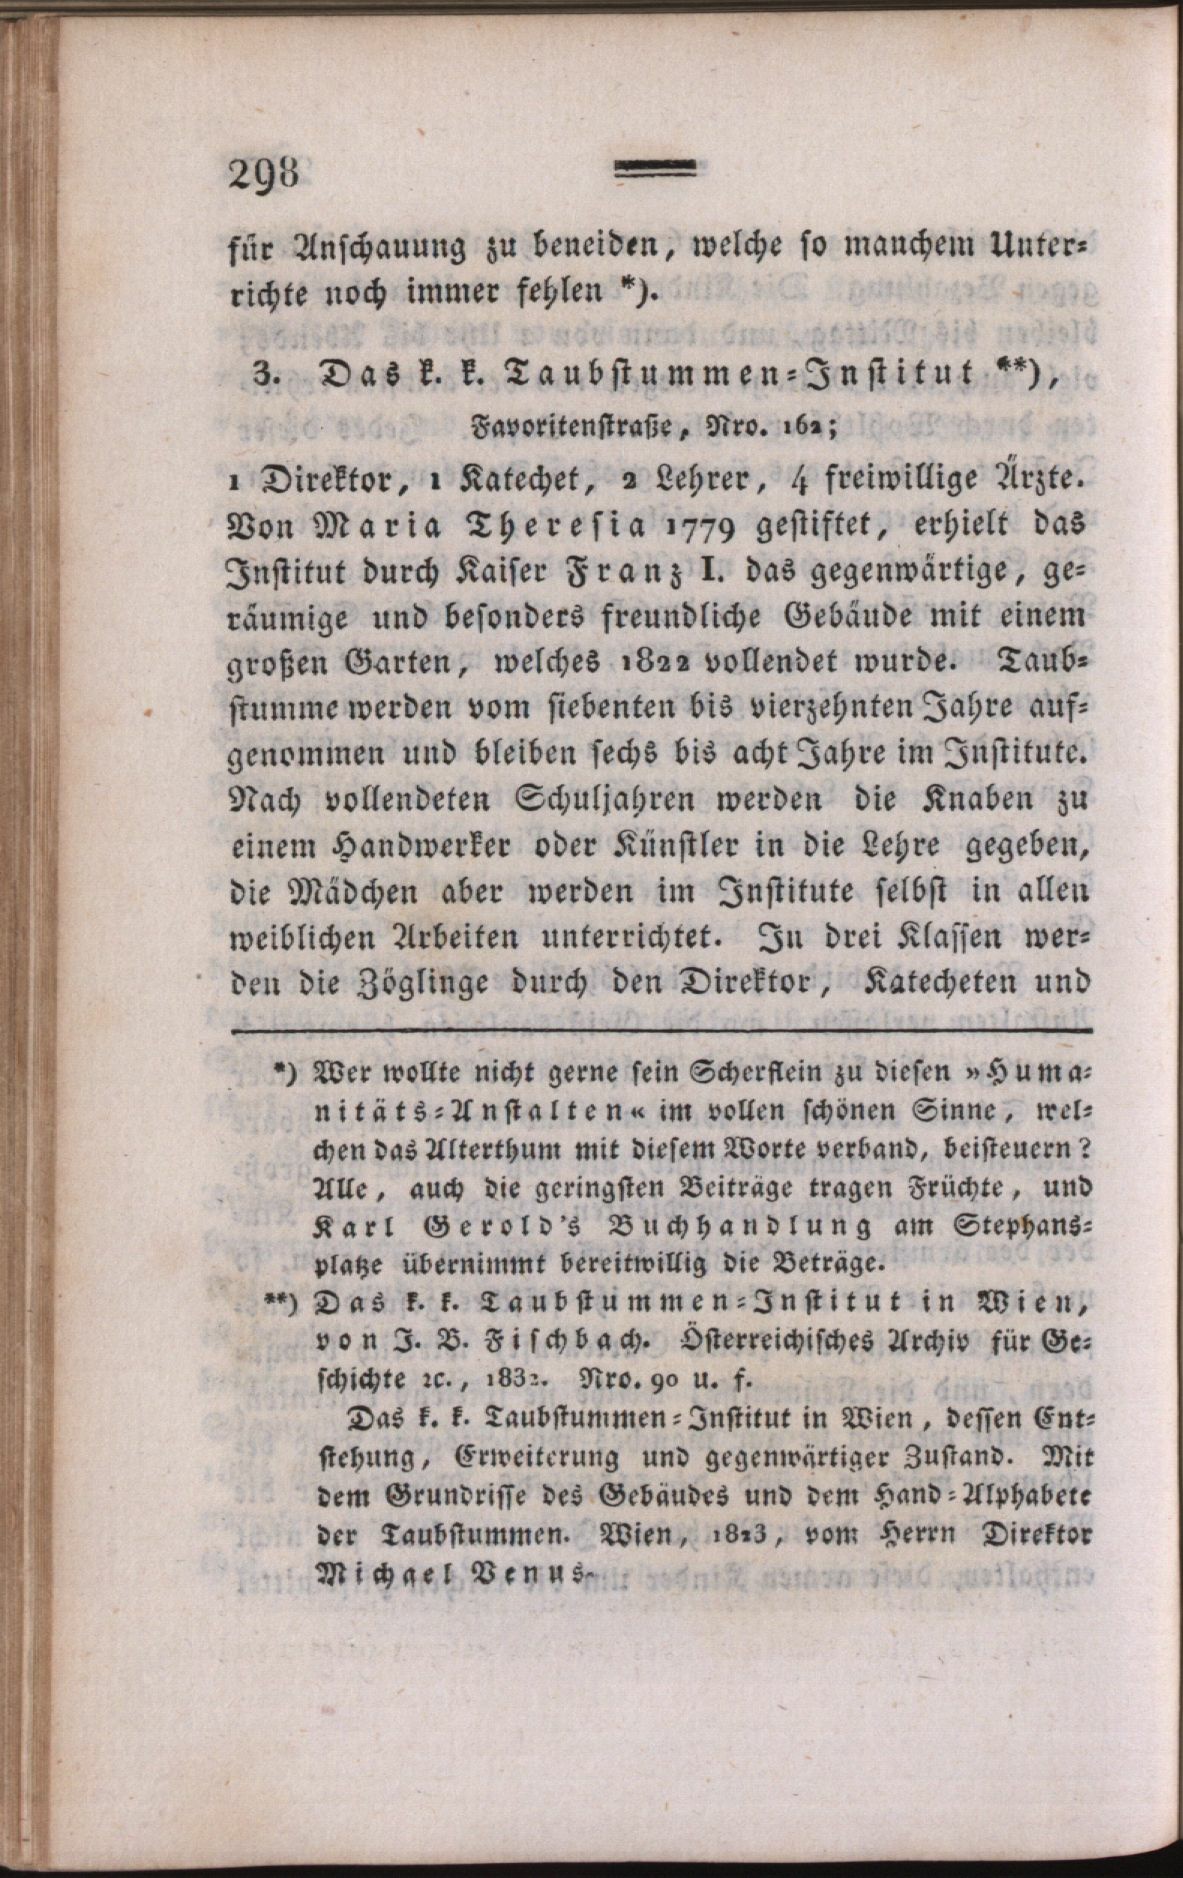 298
für Anschauung zu beneiden, welche so manchem Unter-
richte noch immer fehlen *).
3. Das k. k. Taubstummen-Institut **),
Favoritenstraße, Nro. 162;
1 Direktor, 1 Katechet, 2 Lehrer, 4 freiwillige Ärzte.
Von Maria Theresia 1779 gestiftet, erhielt das
Institut durch Kaiser Franz I. das gegenwärtige, ge-
räumige und besonders freundliche Gebäude mit einem
großen Garten, welches 1822 vollendet wurde. Taub-
stumme werden vom siebenten bis vierzehnten Jahre auf-
genommen und bleiben sechs bis acht Jahre im Institute.
Nach vollendeten Schuljahren werden die Knaben zu
einem Handwerker oder Künstler in die Lehre gegeben,
die Mädchen aber werden im Institute selbst in allen
weiblichen Arbeiten unterrichtet. In drei Klassen wer-
den die Zöglinge durch den Direktor, Katecheten und
*) Wer wollte nicht gerne sein Scherflein zu diesen »Huma-
nitäts-Anstalten« im vollen schönen Sinne, wel-
chen das Alterthum mit diesem Worte verband, beisteuern?
Alle, auch die geringsten Beiträge tragen Früchte, und
Karl Gerold's Buchhandlung am Stephans-
platze übernimmt bereitwillig die Beträge.
**) Das k. k. Taubstummen-Institut in Wien,
von J. B. Fischbach. Österreichisches Archiv für Ge-
schichte ꝛc., 1832. Nro. 90 u. f.
Das k. k. Taubstummen-Institut in Wien, dessen Ent-
stehung, Erweiterung und gegenwärtiger Zustand. Mit
dem Grundrisse des Gebäudes und dem Hand-Alphabete
der Taubstummen. Wien, 1823, vom Herrn Direktor
Michael Venus.